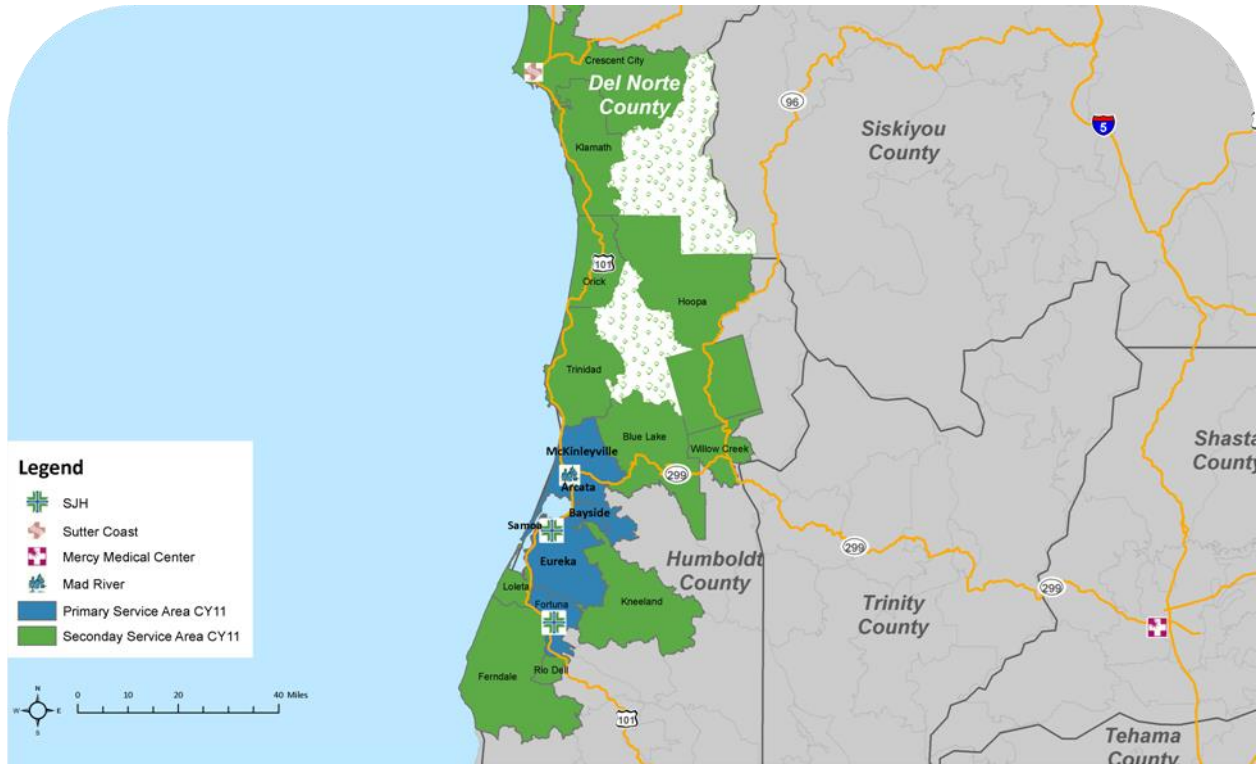 Crescent City
Del Norte
County
96
Siskiyou
County
5
Klamath
101
Orick
Hoopa
Trinidad
Blue Lake
Willow Creek
McKinleyville
299
Arcata
Bayside
Samoa
Eureka
Humboldt
County
299
Shasta
County
Loleta
Fortuna
Kneeland
Trinity
County
299
Ferndale
Rio Dell
101
Tehama
County
Legend
SJH
Sutter Coast
Mercy Medical Center
Mad River
Primary Service Area CY11
Seconday Service Area CY11
N
W
E
S
0 10 20 40 Miles